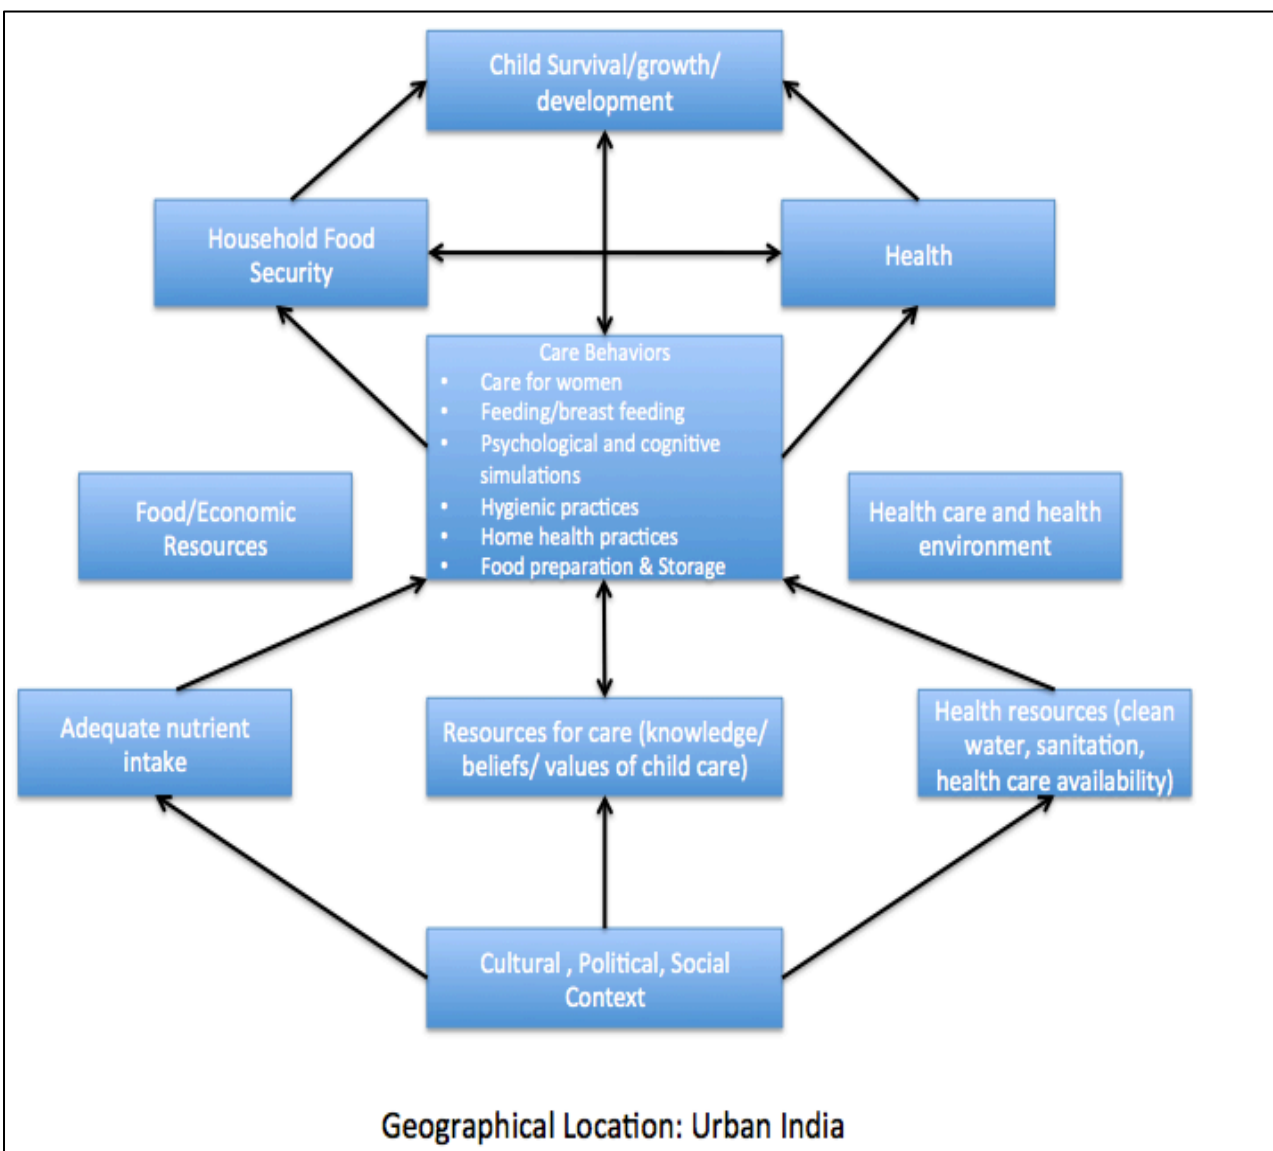 Child Survival/growth/
development
Household Food
Security
Health
Care Behaviors
• Care for women
• Feeding/breast feeding
• Psychological and cognitive
simulations
• Hygienic practices
• Home health practices
• Food preparation & Storage
Food/Economic
Resources
Health care and health
environment
Adequate nutrient
intake
Resources for care (knowledge/
beliefs/ values of child care)
Health resources (clean
water, sanitation,
health care availability)
Cultural , Political, Social
Context
Geographical Location: Urban India